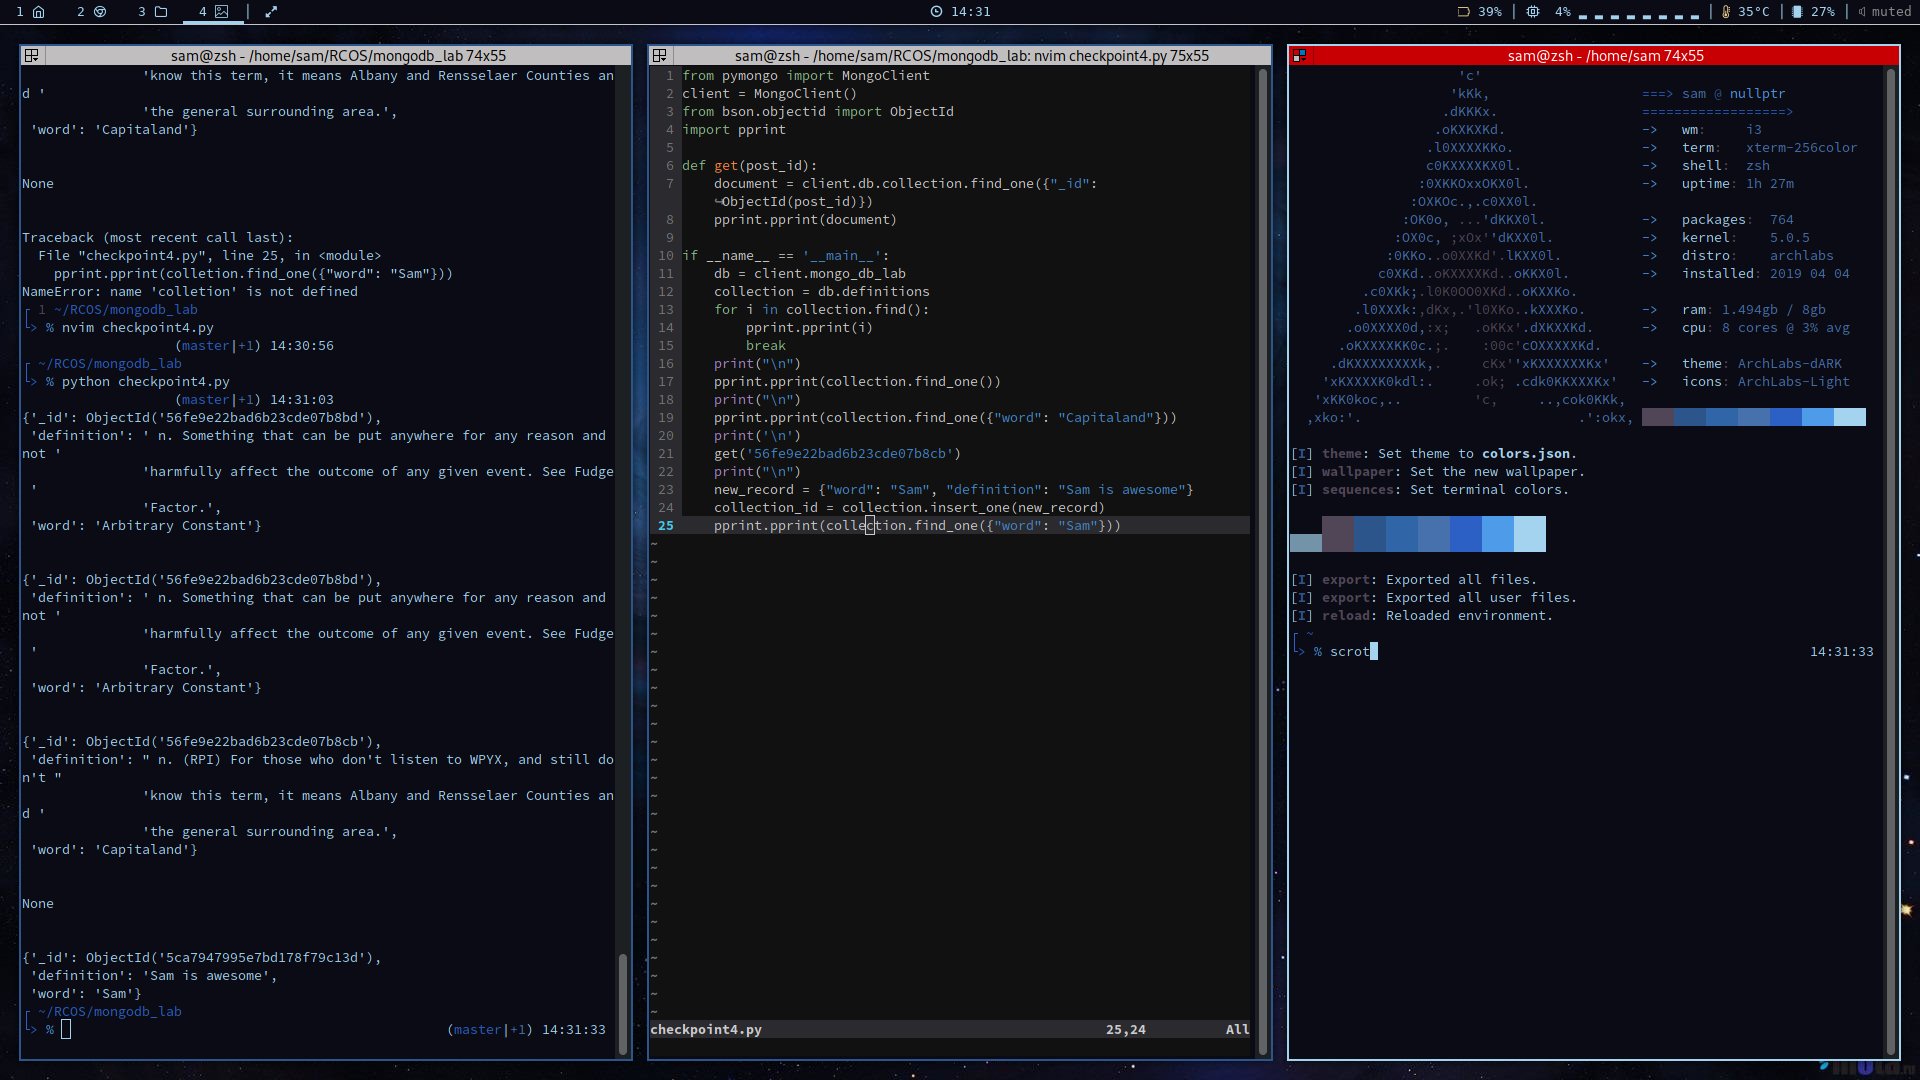 1 2 3 4 14:31 39% 4% 35°C 27% muted
sam@zsh - /home/sam/RCOS/mongodb_lab 74x55
'know this term, it means Albany and Rensselaer Counties an
d '
'the general surrounding area.',
'word': 'Capitaland'}
None
Traceback (most recent call last):
File "checkpoint4.py", line 25, in <module>
pprint.pprint(colletion.find_one({"word": "Sam"}))
NameError: name 'colletion' is not defined
1 ~/RCOS/mongodb_lab
% nvim checkpoint4.py
(master|+1) 14:30:56
~/RCOS/mongodb_lab
% python checkpoint4.py
(master|+1) 14:31:03
{'_id': ObjectId('56fe9e22bad6b23cde07b8bd'),
'definition': ' n. Something that can be put anywhere for any reason and
not '
'harmfully affect the outcome of any given event. See Fudge
'
'Factor.',
'word': 'Arbitrary Constant'}
{'_id': ObjectId('56fe9e22bad6b23cde07b8bd'),
'definition': ' n. Something that can be put anywhere for any reason and
not '
'harmfully affect the outcome of any given event. See Fudge
'
'Factor.',
'word': 'Arbitrary Constant'}
{'_id': ObjectId('56fe9e22bad6b23cde07b8cb'),
'definition': " n. (RPI) For those who don't listen to WPYX, and still do
n't "
'know this term, it means Albany and Rensselaer Counties an
d '
'the general surrounding area.',
'word': 'Capitaland'}
None
{'_id': ObjectId('5ca7947995e7bd178f79c13d'),
'definition': 'Sam is awesome',
'word': 'Sam'}
~/RCOS/mongodb_lab
% (master|+1) 14:31:33
sam@zsh - /home/sam/RCOS/mongodb_lab: nvim checkpoint4.py 75x55
1 from pymongo import MongoClient
2 client = MongoClient()
3 from bson.objectid import ObjectId
4 import pprint
5
6 def get(post_id):
7 document = client.db.collection.find_one({"_id":
↪ObjectId(post_id)})
8 pprint.pprint(document)
9
10 if __name__ == '__main__':
11 db = client.mongo_db_lab
12 collection = db.definitions
13 for i in collection.find():
14 pprint.pprint(i)
15 break
16 print("\n")
17 pprint.pprint(collection.find_one())
18 print("\n")
19 pprint.pprint(collection.find_one({"word": "Capitaland"}))
20 print('\n')
21 get('56fe9e22bad6b23cde07b8cb')
22 print("\n")
23 new_record = {"word": "Sam", "definition": "Sam is awesome"}
24 collection_id = collection.insert_one(new_record)
25 pprint.pprint(collection.find_one({"word": "Sam"}))
checkpoint4.py 25,24 All
sam@zsh - /home/sam 74x55
===> sam @ nullptr
==================>
-> wm: i3
-> term: xterm-256color
-> shell: zsh
-> uptime: 1h 27m
-> packages: 764
-> kernel: 5.0.5
-> distro: archlabs
-> installed: 2019 04 04
-> ram: 1.494gb / 8gb
-> cpu: 8 cores @ 3% avg
-> theme: ArchLabs-dARK
-> icons: ArchLabs-Light
[I] theme: Set theme to colors.json.
[I] wallpaper: Set the new wallpaper.
[I] sequences: Set terminal colors.
[I] export: Exported all files.
[I] export: Exported all user files.
[I] reload: Reloaded environment.
~
% scrot 14:31:33